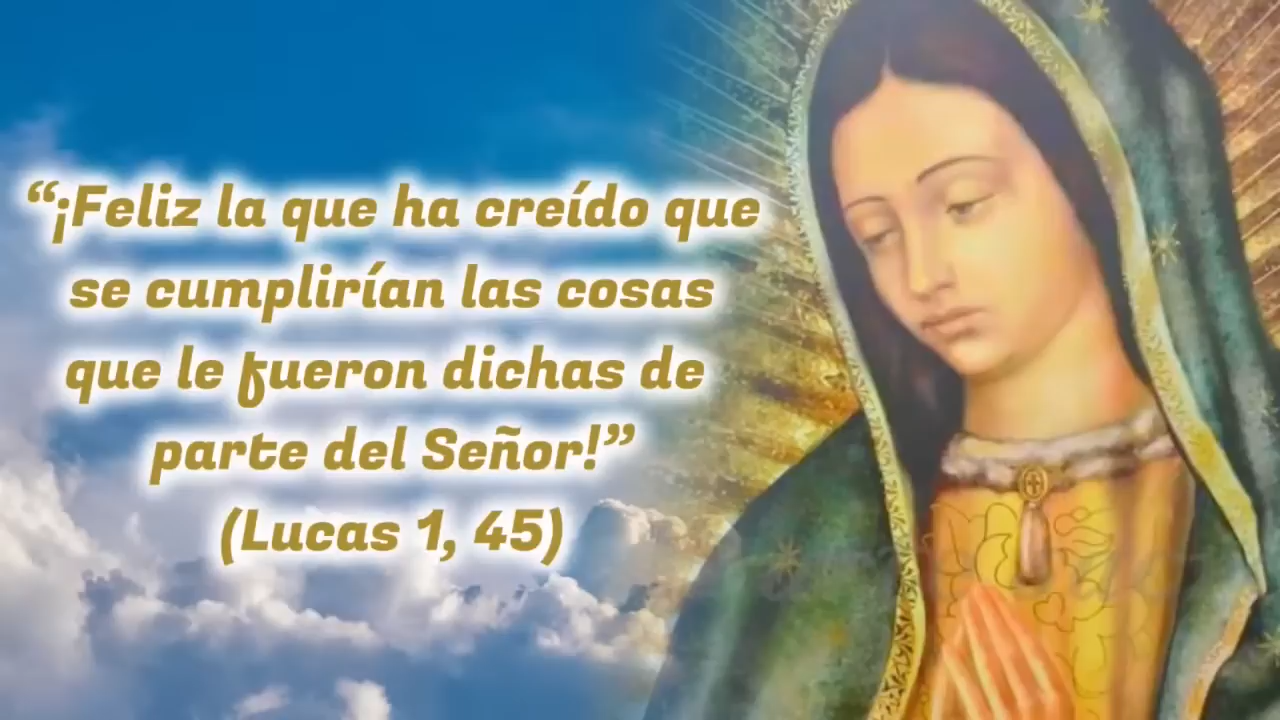 “¡Feliz la que ha creído que
se cumplirían las cosas
que le fueron dichas de
parte del Señor!”
(Lucas 1, 45)